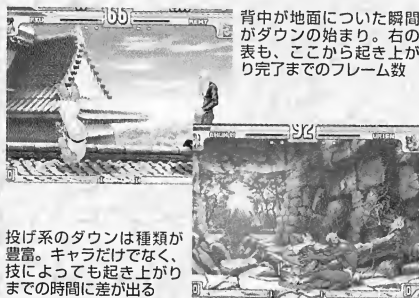 66
REMY
背中が地面についた瞬間
がダウンの始まり。右の
表も、ここから起き上が
り完了までのフレーム数
92
投げ系のダウンは種類が
豊富。キャラだけでなく、
技によっても起き上がり
までの時間に差が出る